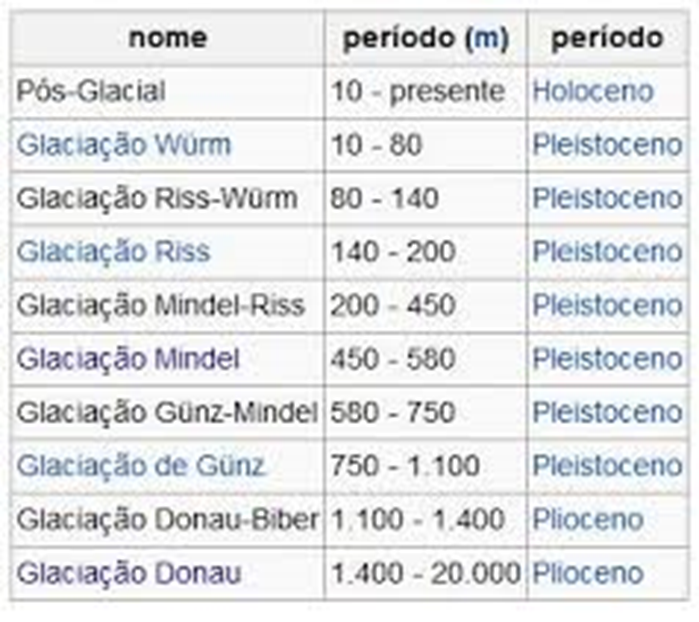 nome período (m) período
Pós-Glacial 10 - presente Holoceno
Glaciação Würm 10 - 80 Pleistoceno
Glaciação Riss-Würm 80 - 140 Pleistoceno
Glaciação Riss 140 - 200 Pleistoceno
Glaciação Mindel-Riss 200 - 450 Pleistoceno
Glaciação Mindel 450 - 580 Pleistoceno
Glaciação Günz-Mindel 580 - 750 Pleistoceno
Glaciação de Günz 750 - 1.100 Pleistoceno
Glaciação Donau-Biber 1.100 - 1.400 Plioceno
Glaciação Donau 1.400 - 20.000 Plioceno